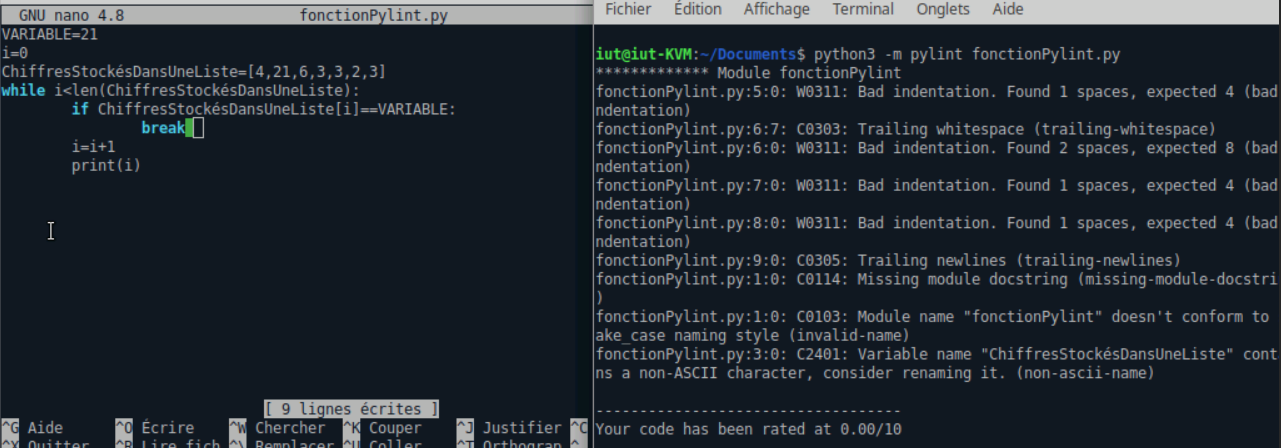 GNU nano 4.8 fonctionPylint.py
VARIABLE=21
i=0
ChiffresStockésDansUneListe=[4,21,6,3,3,2,3]
while i<len(ChiffresStockésDansUneListe):
if ChiffresStockésDansUneListe[i]==VARIABLE:
break
i=i+1
print(i)
[ 9 lignes écrites ]
^G Aide ^O Écrire ^W Chercher ^K Couper ^J Justifier ^C
^X Quitter ^R Lire fich ^\ Remplacer ^U Coller ^T Orthograp ^
Fichier Édition Affichage Terminal Onglets Aide
iut@iut-KVM:~/Documents$ python3 -m pylint fonctionPylint.py
************* Module fonctionPylint
fonctionPylint.py:5:0: W0311: Bad indentation. Found 1 spaces, expected 4 (bad
ndentation)
fonctionPylint.py:6:7: C0303: Trailing whitespace (trailing-whitespace)
fonctionPylint.py:6:0: W0311: Bad indentation. Found 2 spaces, expected 8 (bad
ndentation)
fonctionPylint.py:7:0: W0311: Bad indentation. Found 1 spaces, expected 4 (bad
ndentation)
fonctionPylint.py:8:0: W0311: Bad indentation. Found 1 spaces, expected 4 (bad
ndentation)
fonctionPylint.py:9:0: C0305: Trailing newlines (trailing-newlines)
fonctionPylint.py:1:0: C0114: Missing module docstring (missing-module-docstri
)
fonctionPylint.py:1:0: C0103: Module name "fonctionPylint" doesn't conform to
ake_case naming style (invalid-name)
fonctionPylint.py:3:0: C2401: Variable name "ChiffresStockésDansUneListe" cont
ns a non-ASCII character, consider renaming it. (non-ascii-name)
-----------------------------------
Your code has been rated at 0.00/10